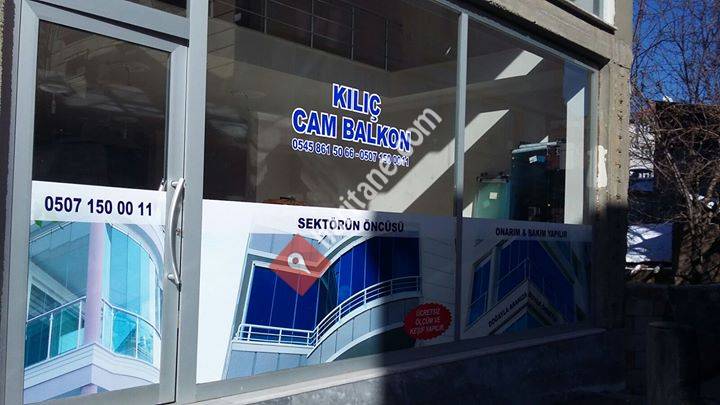 KILIÇ
CAM BALKON
0545 861 50 66 - 0507 150 00 11
0507 150 00 11
SEKTÖRÜN ÖNCÜSÜ
ONARIM & BAKIM YAPILIR
ÜCRETSİZ
ÖLÇÜM VE
KEŞİF YAPILIR